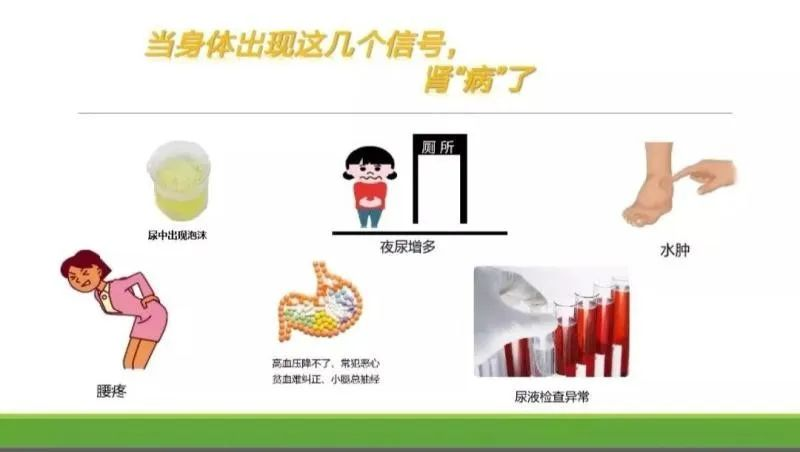 当身体出现这几个信号，
肾“病”了
尿中出现泡沫
厕所
夜尿增多
水肿
腰疼
高血压降不了、常犯恶心
贫血难纠正、小腿总抽经
尿液检查异常